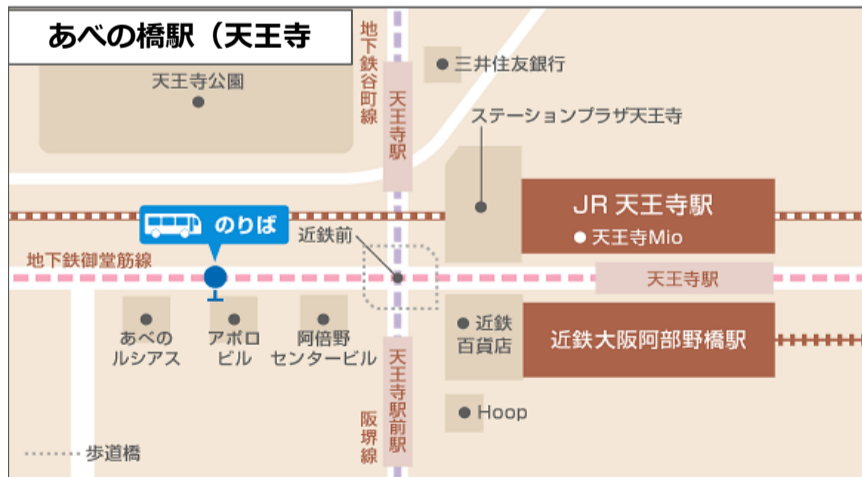 あべの橋駅（天王寺
地下鉄谷町線
三井住友銀行
天王寺公園
天王寺駅
ステーションプラザ天王寺
JR 天王寺駅
天王寺Mio
のりば
近鉄前
地下鉄御堂筋線
天王寺駅
あべの
ルシアス
アポロ
ビル
阿倍野
センタービル
近鉄
百貨店
近鉄大阪阿部野橋駅
天王寺駅前駅
阪堺線
Hoop
歩道橋